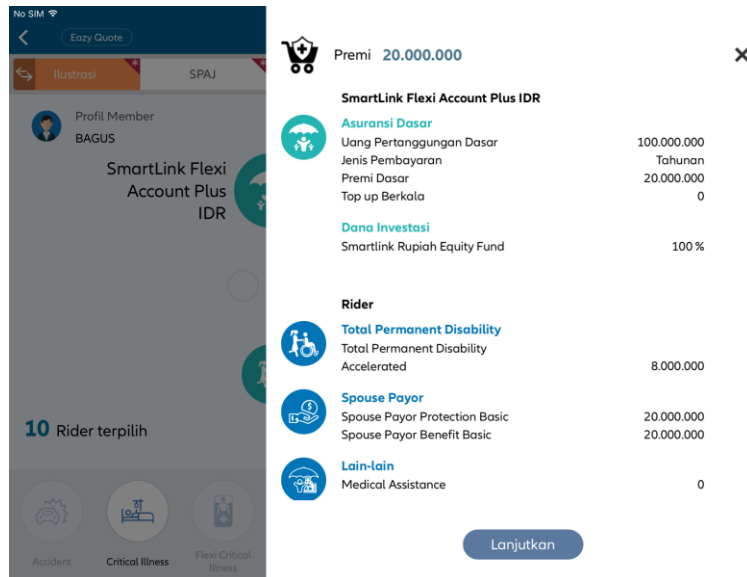 No SIM
Eazy Quote
Ilustrasi
SPAJ
Profil Member
BAGUS
SmartLink Flexi
Account Plus
IDR
10 Rider terpilih
Accident
Critical Illness
Flexi Critical
Illness
Premi 20.000.000
SmartLink Flexi Account Plus IDR
Asuransi Dasar
Uang Pertanggungan Dasar 100.000.000
Jenis Pembayaran Tahunan
Premi Dasar 20.000.000
Top up Berkala 0
Dana Investasi
Smartlink Rupiah Equity Fund 100 %
Rider
Total Permanent Disability
Total Permanent Disability
Accelerated 8.000.000
Spouse Payor
Spouse Payor Protection Basic 20.000.000
Spouse Payor Benefit Basic 20.000.000
Lain-lain
Medical Assistance 0
Lanjutkan